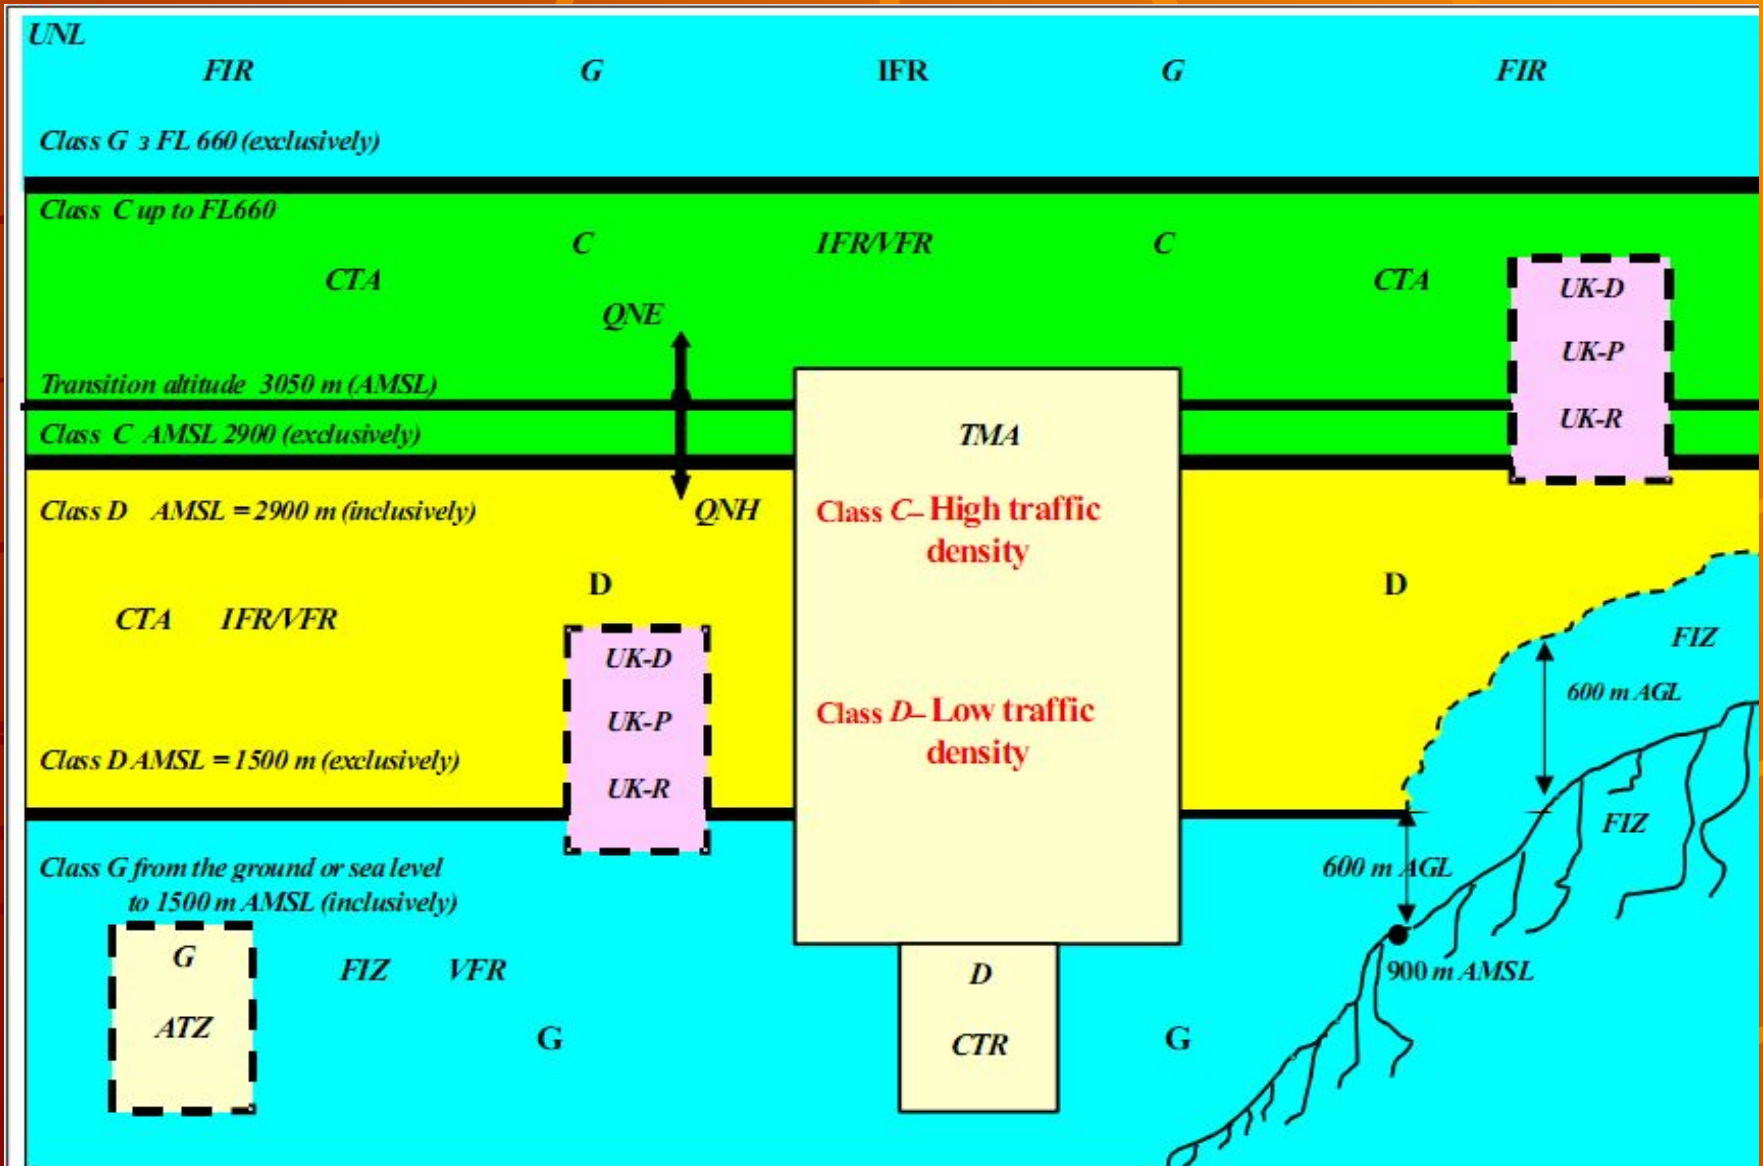 UNL
FIR G IFR G FIR
Class G з FL 660 (exclusively)
Class C up to FL660
C IFR/VFR C
CTA CTA
QNE
UK-D
UK-P
UK-R
Transition altitude 3050 m (AMSL)
Class C AMSL 2900 (exclusively)
TMA
Class D AMSL = 2900 m (inclusively)
QNH
Class C– High traffic
density
D D
CTA IFR/VFR
FIZ
UK-D
UK-P
UK-R
600 m AGL
Class D– Low traffic
density
Class D AMSL = 1500 m (exclusively)
FIZ
Class G from the ground or sea level
to 1500 m AMSL (inclusively)
600 m AGL
G
ATZ
FIZ VFR
D
CTR
900 m AMSL
G G